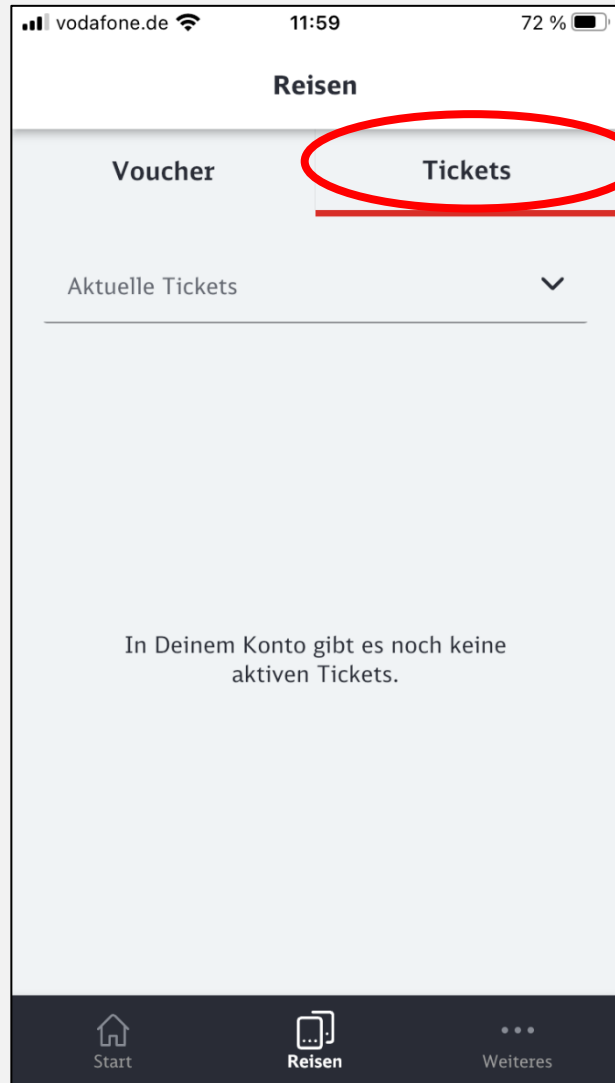 vodafone.de 11:59 72 %
Reisen
Voucher Tickets
Aktuelle Tickets
In Deinem Konto gibt es noch keine
aktiven Tickets.
Start Reisen Weiteres